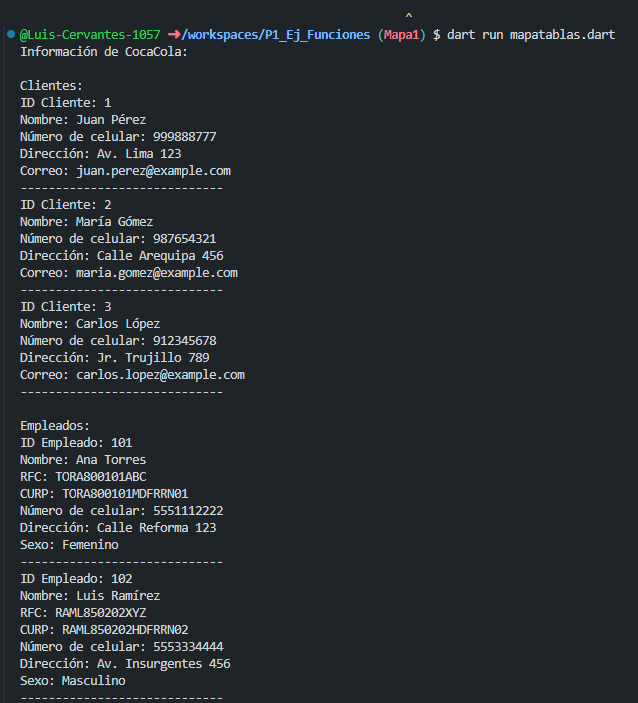 ^
@Luis-Cervantes-1057 ➜/workspaces/P1_Ej_Funciones (Mapa1) $ dart run mapatablas.dart
Información de CocaCola:
Clientes:
ID Cliente: 1
Nombre: Juan Pérez
Número de celular: 999888777
Dirección: Av. Lima 123
Correo: juan.perez@example.com
-----------------------------
ID Cliente: 2
Nombre: María Gómez
Número de celular: 987654321
Dirección: Calle Arequipa 456
Correo: maria.gomez@example.com
-----------------------------
ID Cliente: 3
Nombre: Carlos López
Número de celular: 912345678
Dirección: Jr. Trujillo 789
Correo: carlos.lopez@example.com
-----------------------------
Empleados:
ID Empleado: 101
Nombre: Ana Torres
RFC: TORA800101ABC
CURP: TORA800101MDFRRN01
Número de celular: 5551112222
Dirección: Calle Reforma 123
Sexo: Femenino
-----------------------------
ID Empleado: 102
Nombre: Luis Ramírez
RFC: RAML850202XYZ
CURP: RAML850202HDFRRN02
Número de celular: 5553334444
Dirección: Av. Insurgentes 456
Sexo: Masculino
-----------------------------